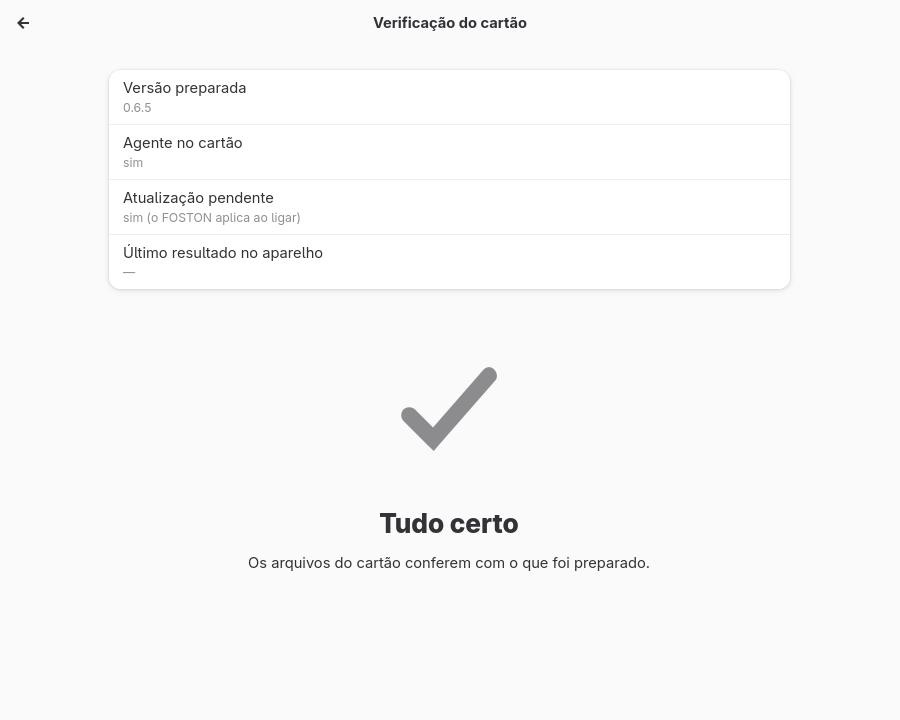 Verificação do cartão
Versão preparada
0.6.5
Agente no cartão
sim
Atualização pendente
sim (o FOSTON aplica ao ligar)
Último resultado no aparelho
—
Tudo certo
Os arquivos do cartão conferem com o que foi preparado.